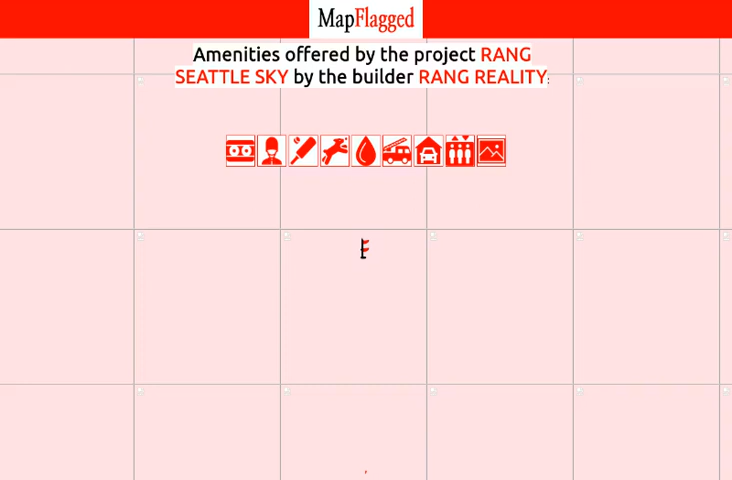 MapFlagged
Amenities offered by the project RANG
SEATTLE SKY by the builder RANG REALITY: